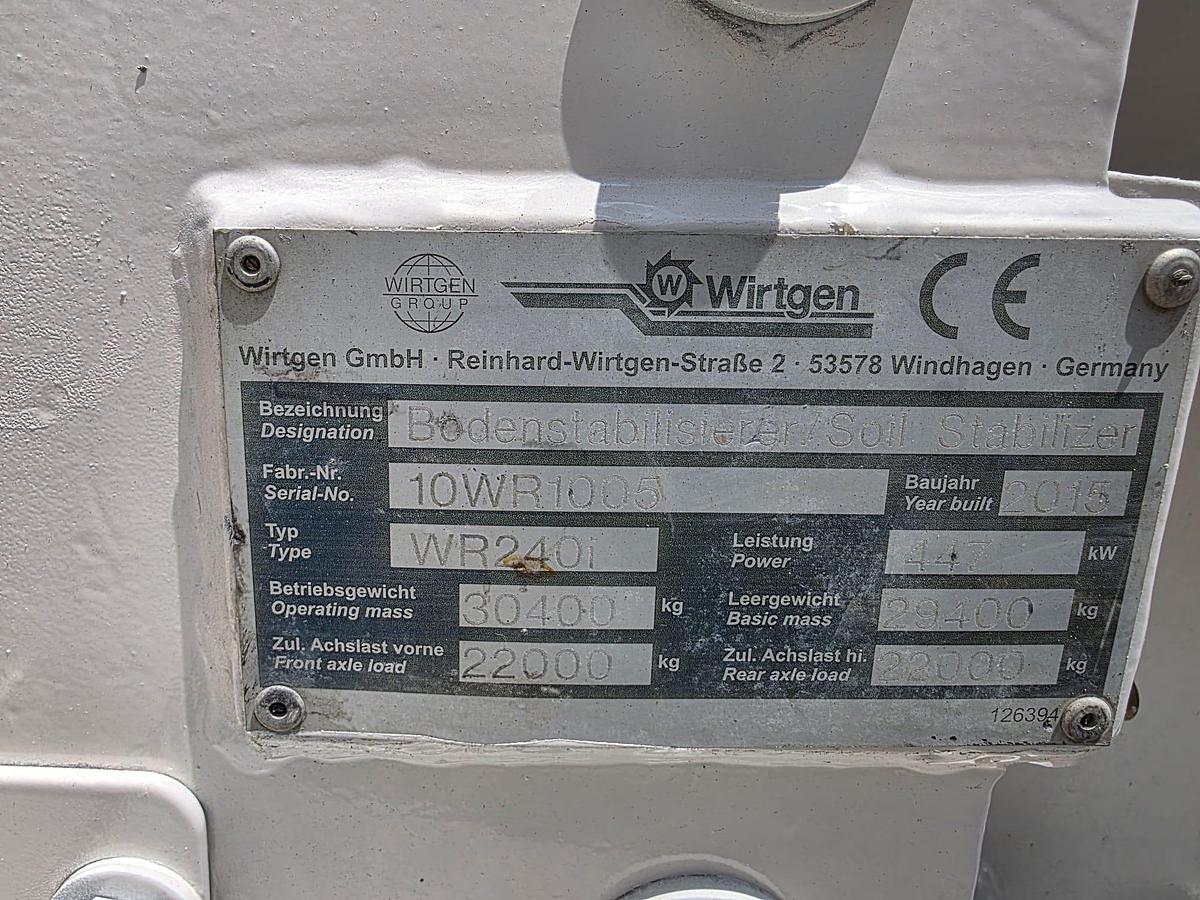 WIRTGEN
GROUP
W Wirtgen CE
Wirtgen GmbH · Reinhard-Wirtgen-Straße 2 · 53578 Windhagen · Germany
Bezeichnung
Designation
Bodenstabilisierer/Soil Stabilizer
Fabr.-Nr.
Serial-No.
10WR1005
Baujahr
Year built
2015
Typ
Type
WR240i
Leistung
Power
447 kW
Betriebsgewicht
Operating mass
30400 kg
Leergewicht
Basic mass
29400 kg
Zul. Achslast vorne
Front axle load
22000 kg
Zul. Achslast hi.
Rear axle load
22000 kg
126394